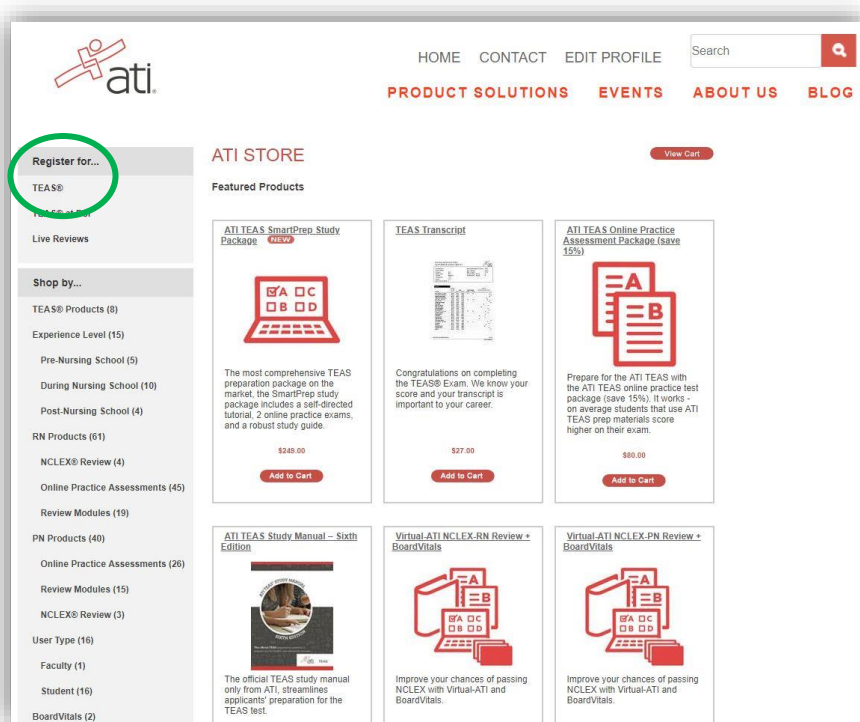 ati
HOME CONTACT EDIT PROFILE
Search
PRODUCT SOLUTIONS EVENTS ABOUT US BLOG
Register for...
TEAS®
Live Reviews
Shop by...
TEAS® Products (8)
Experience Level (15)
Pre-Nursing School (5)
During Nursing School (10)
Post-Nursing School (4)
RN Products (61)
NCLEX® Review (4)
Online Practice Assessments (45)
Review Modules (19)
PN Products (40)
Online Practice Assessments (26)
Review Modules (15)
NCLEX® Review (3)
User Type (16)
Faculty (1)
Student (16)
BoardVitals (2)
ATI STORE
View Cart
Featured Products
ATI TEAS SmartPrep Study
Package NEW
A C
B D
The most comprehensive TEAS
preparation package on the
market, the SmartPrep study
package includes a self-directed
tutorial, 2 online practice exams,
and a robust study guide.
$249.00
Add to Cart
TEAS Transcript
Congratulations on completing
the TEAS® Exam. We know your
score and your transcript is
important to your career.
$27.00
Add to Cart
ATI TEAS Online Practice
Assessment Package (save
15%)
A
B
Prepare for the ATI TEAS with
the ATI TEAS online practice test
package (save 15%). It works -
on average students that use ATI
TEAS prep materials score
higher on their exam.
$80.00
Add to Cart
ATI TEAS Study Manual – Sixth
Edition
SIXTH EDITION
The official TEAS study manual
only from ATI, streamlines
applicants' preparation for the
TEAS test.
Virtual-ATI NCLEX-RN Review +
BoardVitals
A
B
A C
B D
Improve your chances of passing
NCLEX with Virtual-ATI and
BoardVitals.
Virtual-ATI NCLEX-PN Review +
BoardVitals
A
B
A C
B D
Improve your chances of passing
NCLEX with Virtual-ATI and
BoardVitals.